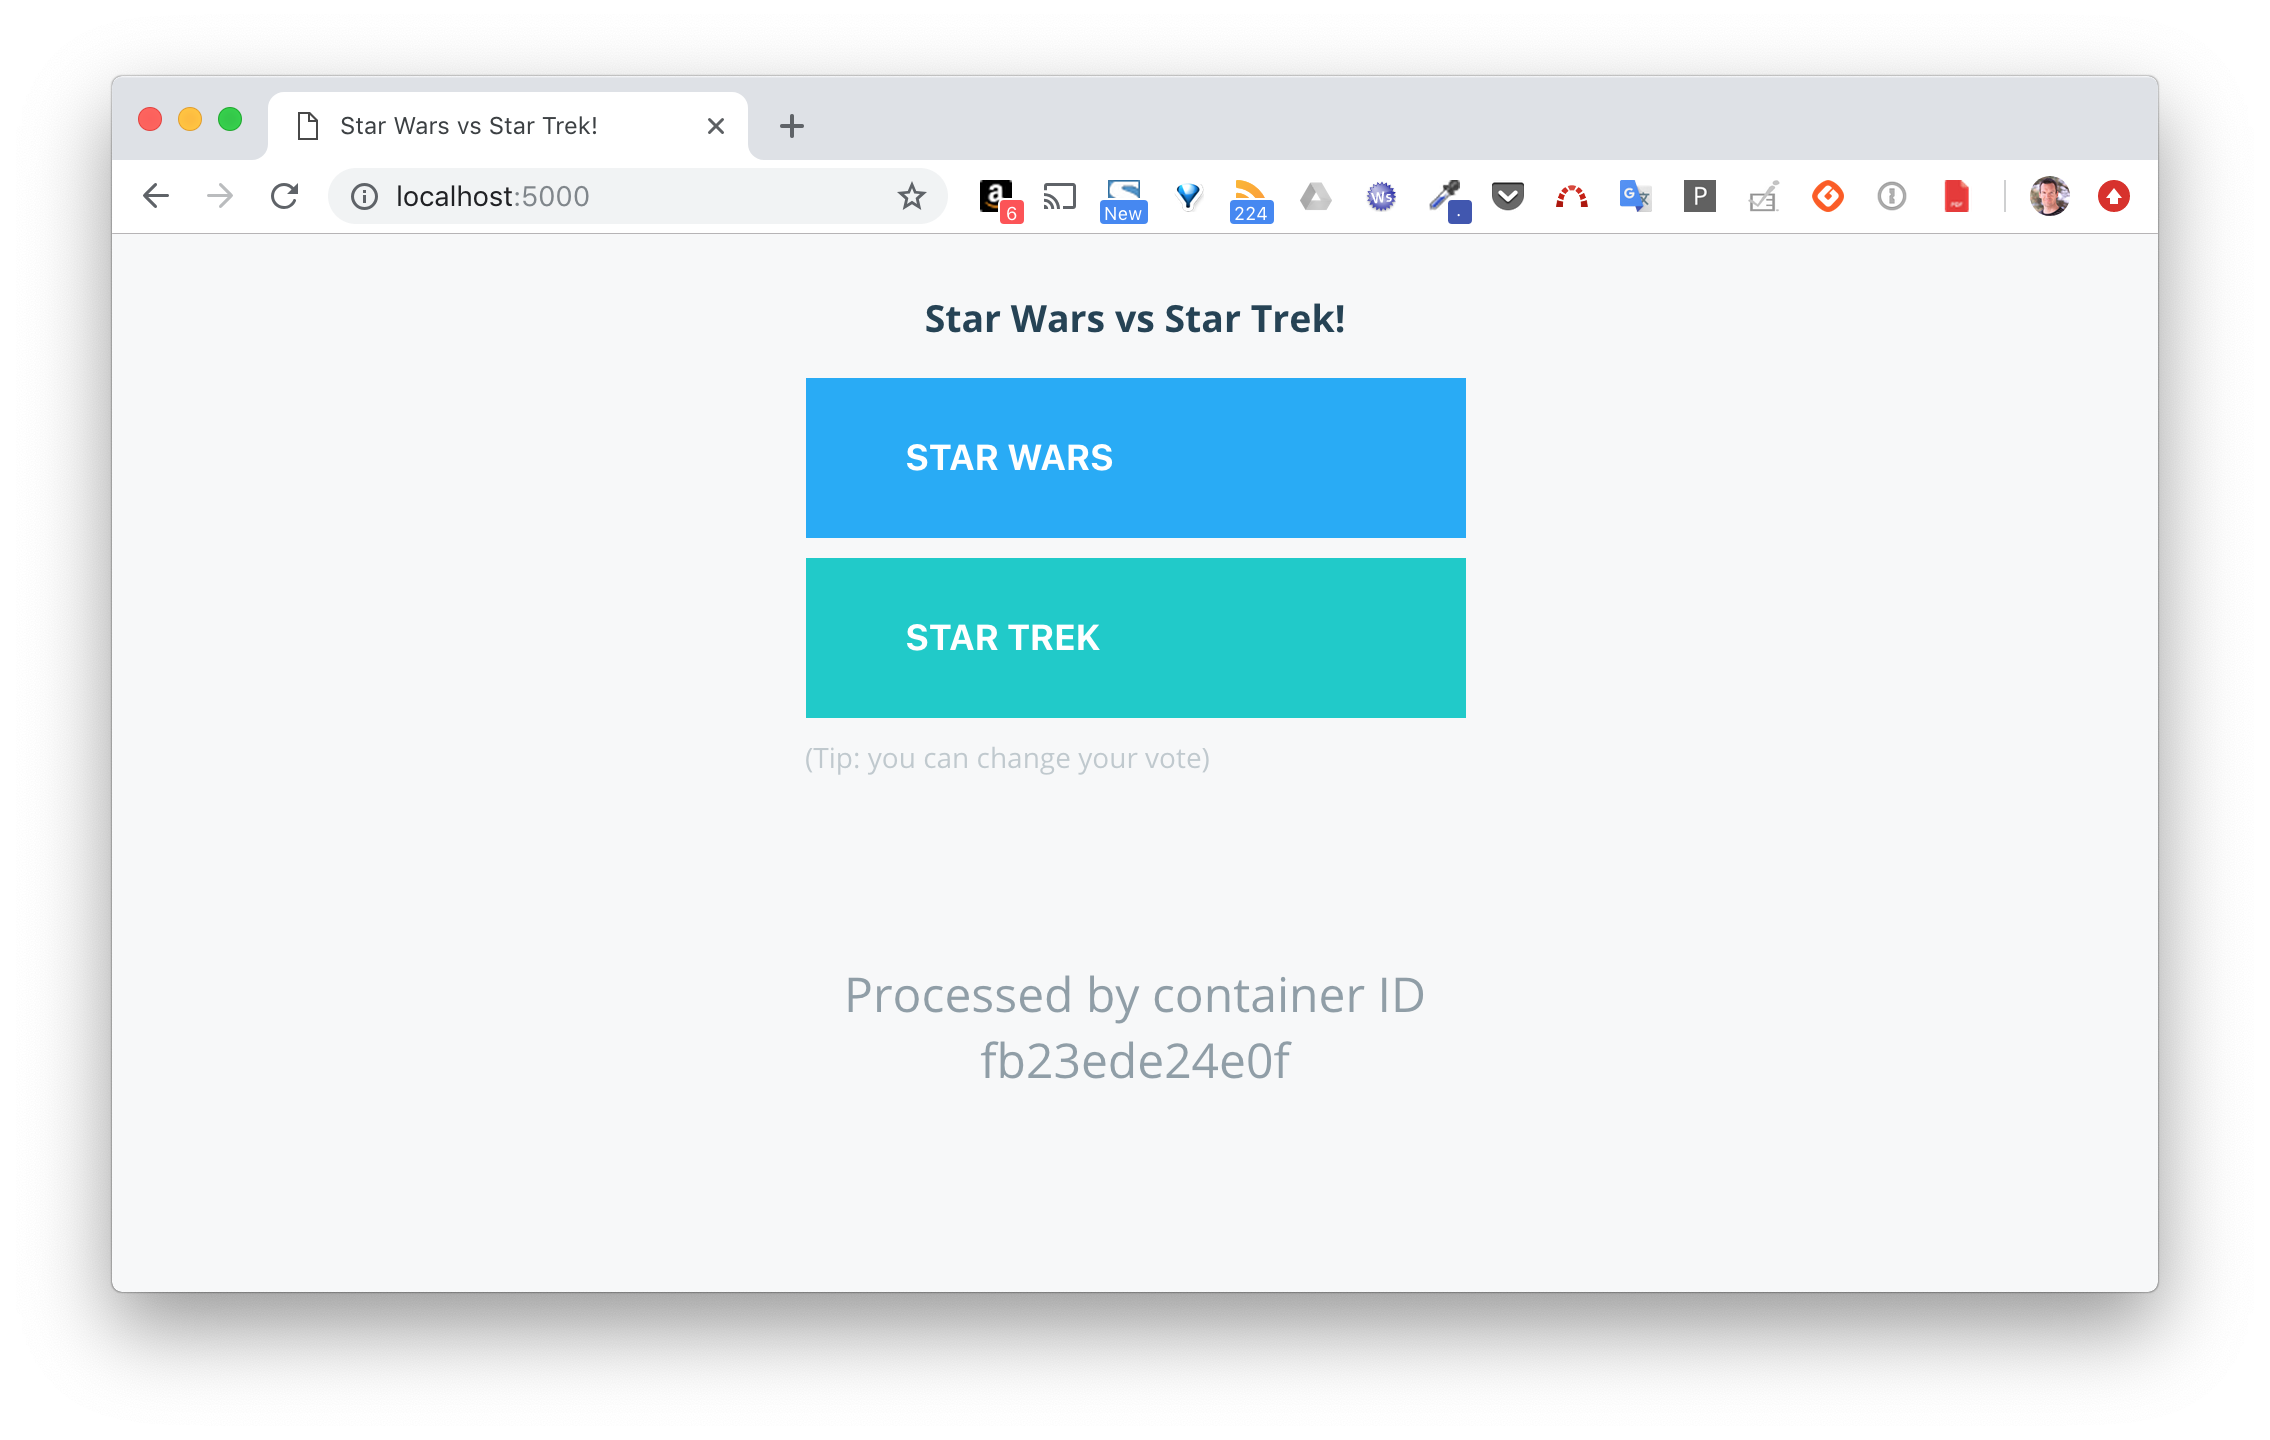 Star Wars vs Star Trek!
localhost:5000
a
6
New
224
Ws
G
P
PDF
Star Wars vs Star Trek!
STAR WARS
STAR TREK
(Tip: you can change your vote)
Processed by container ID
fb23ede24e0f